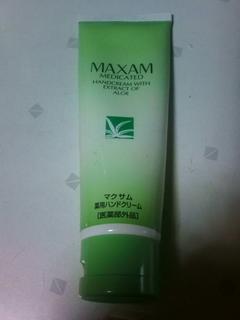 MAXAM
MEDICATED
HANDCREAM WITH
EXTRACT OF
ALOE
マクサム
薬用ハンドクリーム
[医薬部外品]